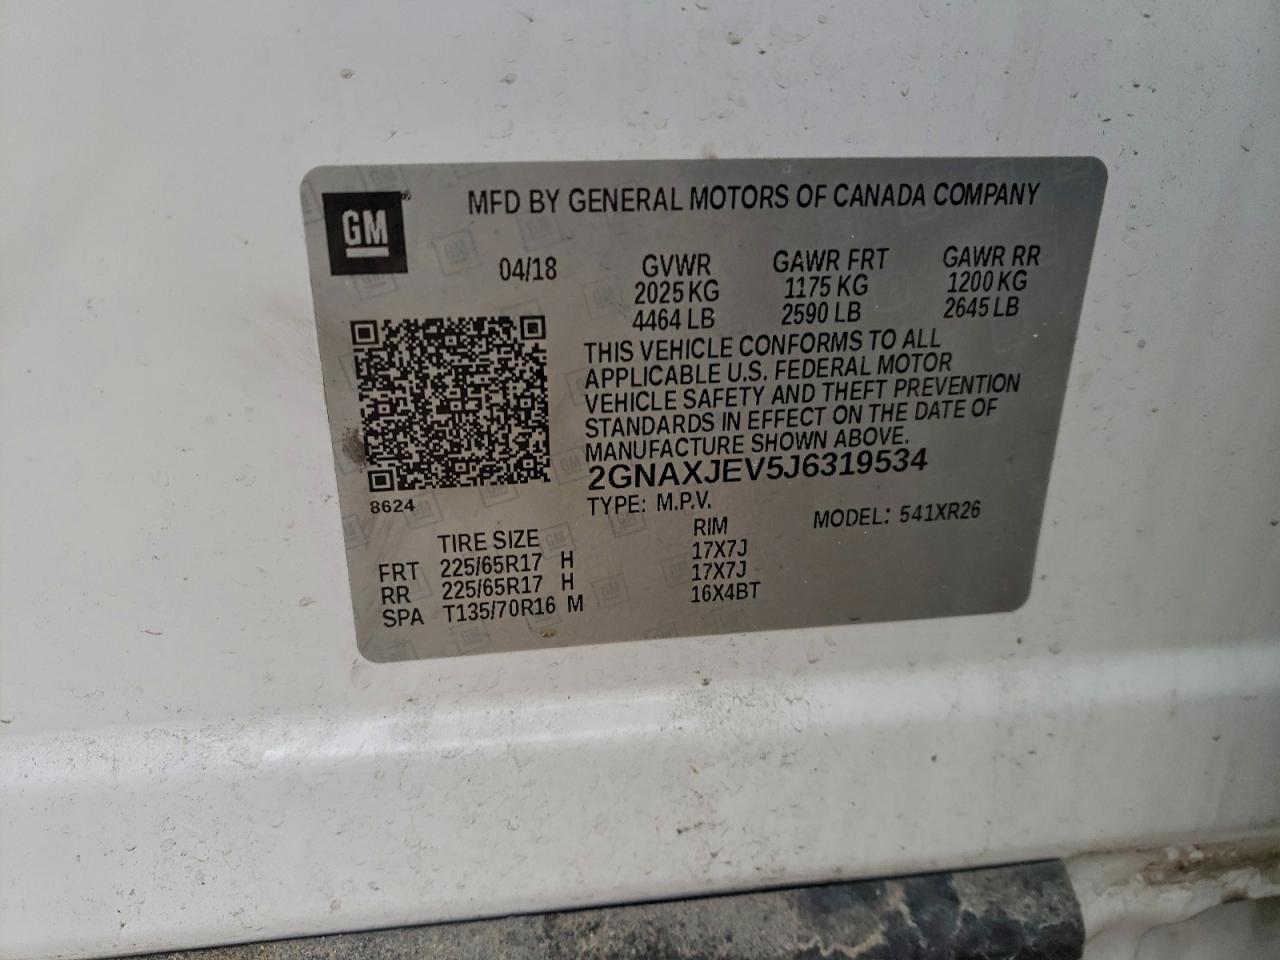 GM®
MFD BY GENERAL MOTORS OF CANADA COMPANY
04/18
GVWR GAWR FRT GAWR RR
2025 KG 1175 KG 1200 KG
4464 LB 2590 LB 2645 LB
THIS VEHICLE CONFORMS TO ALL
APPLICABLE U.S. FEDERAL MOTOR
VEHICLE SAFETY AND THEFT PREVENTION
STANDARDS IN EFFECT ON THE DATE OF
MANUFACTURE SHOWN ABOVE.
2GNAXJEV5J6319534
8624
TYPE: M.P.V. MODEL: 541XR26
TIRE SIZE RIM
FRT 225/65R17 H 17X7J
RR 225/65R17 H 17X7J
SPA T135/70R16 M 16X4BT